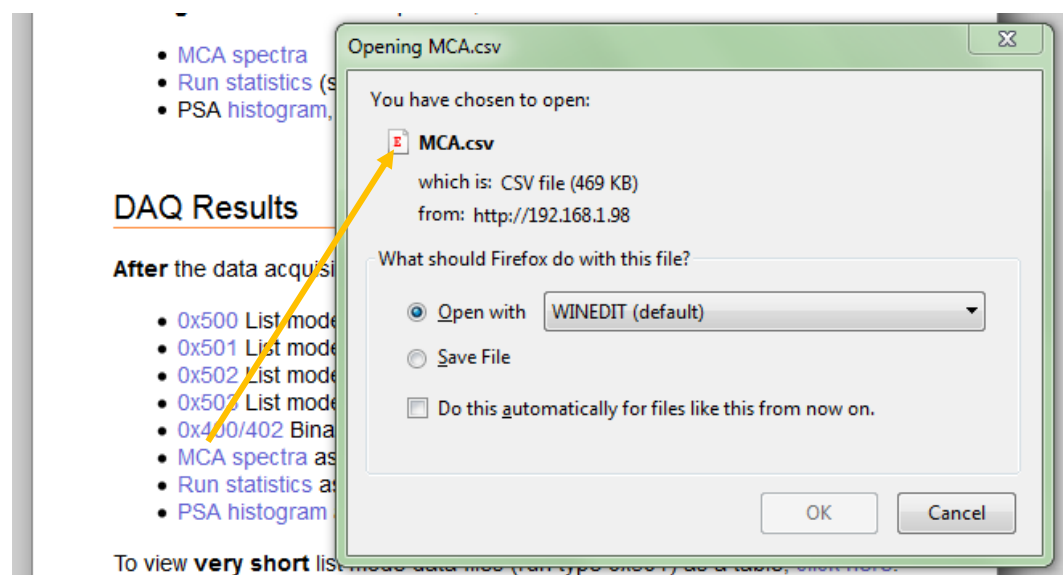 Opening MCA.csv
• MCA spectra
• Run statistics (s
• PSA histogram,
You have chosen to open:
MCA.csv
which is: CSV file (469 KB)
from: http://192.168.1.98
DAQ Results
After the data acquisi
What should Firefox do with this file?
Open with WINEDIT (default)
Save File
Do this automatically for files like this from now on.
OK Cancel
• 0x500 List mode
• 0x501 List mode
• 0x502 List mode
• 0x503 List mode
• 0x400/402 Bina
• MCA spectra as
• Run statistics as
• PSA histogram
To view very short list mode data files (run type 0x501) as a table, click here.